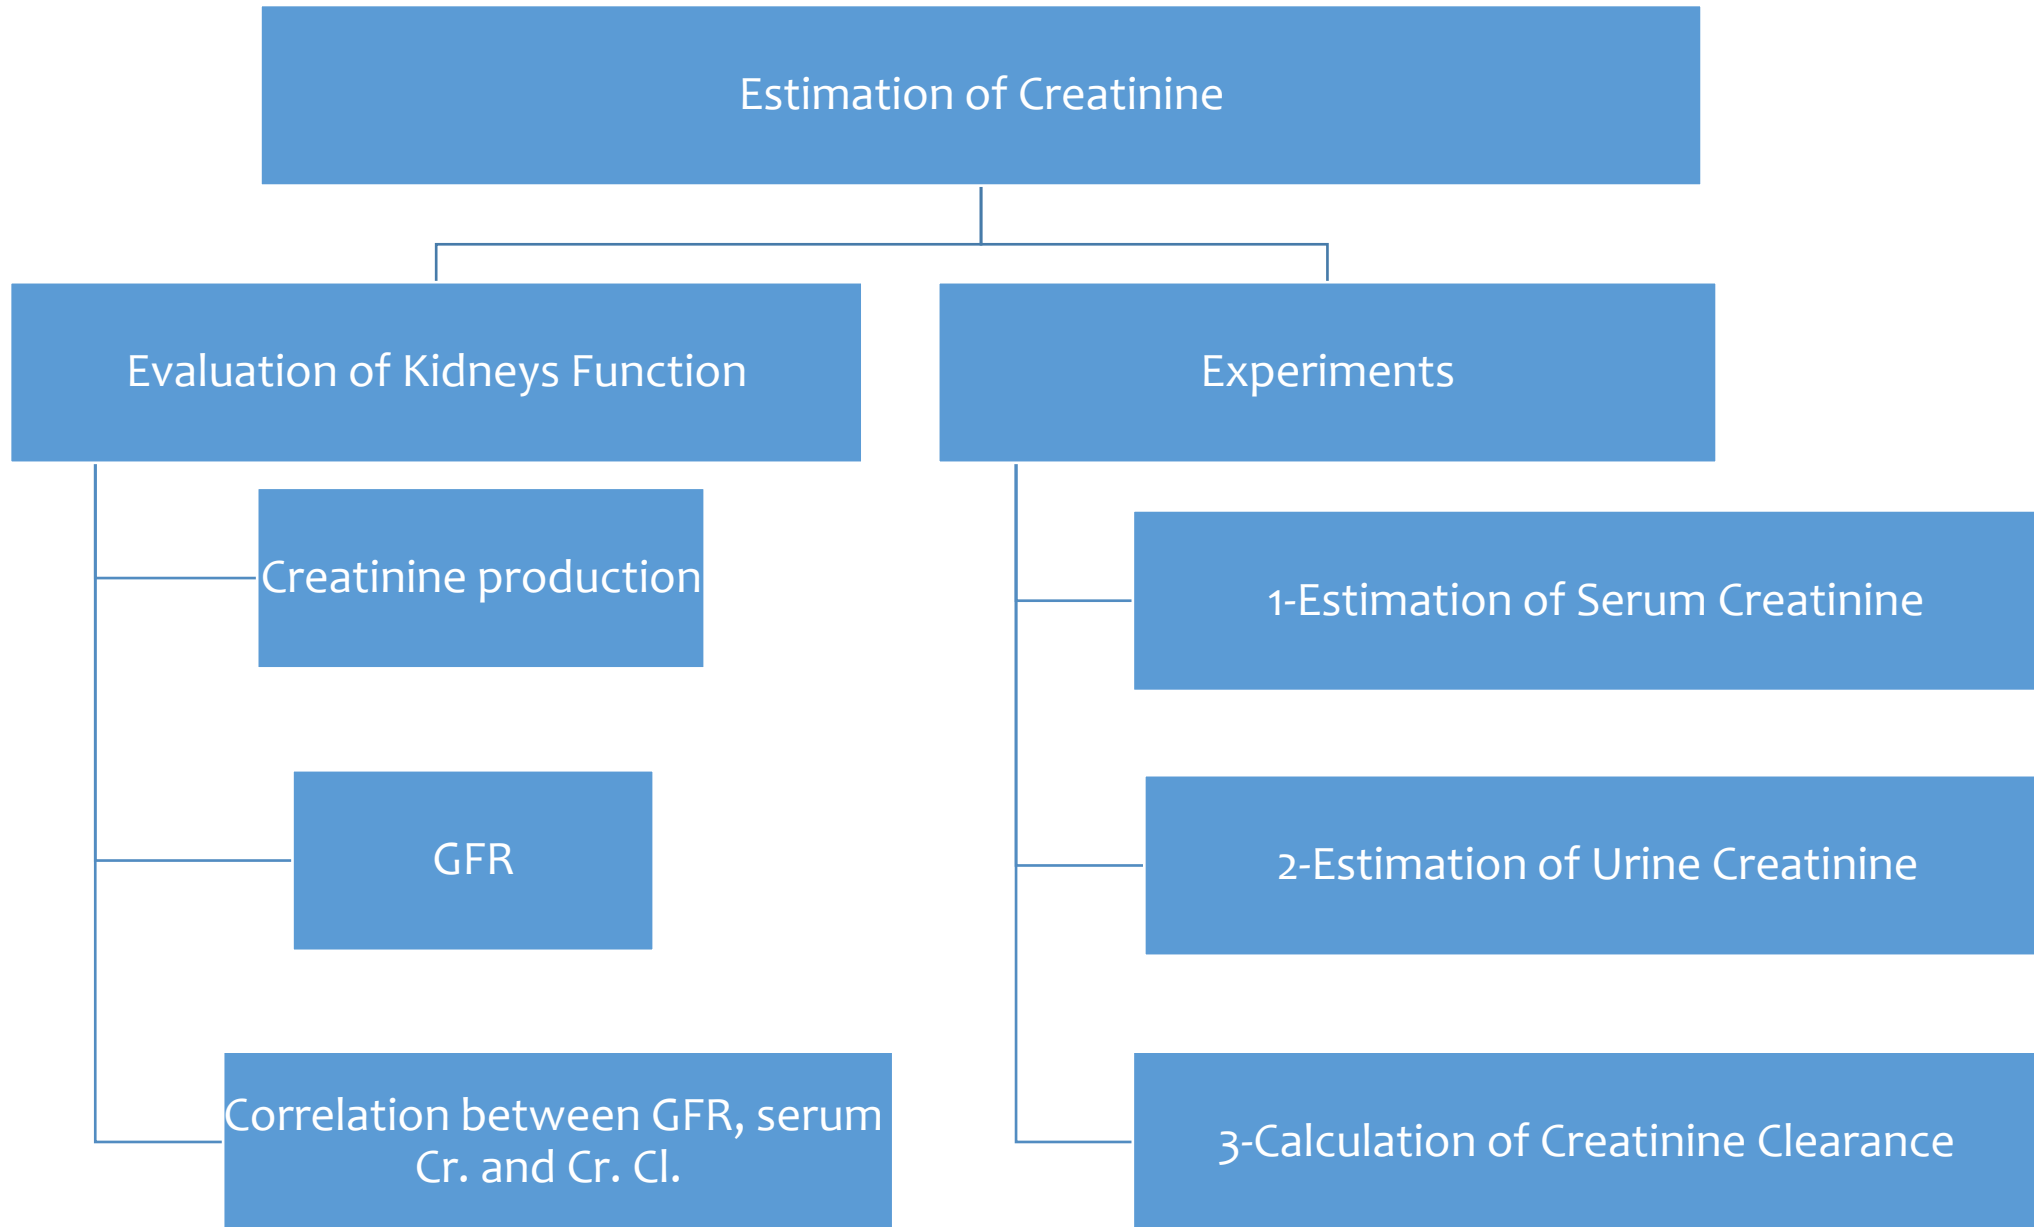 Estimation of Creatinine
Evaluation of Kidneys Function
Creatinine production
GFR
Correlation between GFR, serum
Cr. and Cr. Cl.
Experiments
1-Estimation of Serum Creatinine
2-Estimation of Urine Creatinine
3-Calculation of Creatinine Clearance